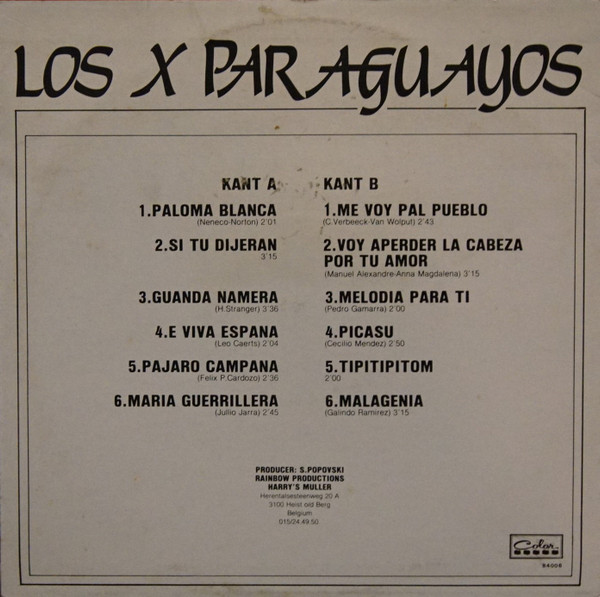 LOS X PARAGUAYOS
KANT A
1.PALOMA BLANCA
(Neneco-Norton) 2'01
2.SI TU DIJERAN
3'15
3.GUANDA NAMERA
(H.Stranger) 3'36
4.E VIVA ESPANA
(Leo Caerts) 2'04
5.PAJARO CAMPANA
(Felix P.Cardozo) 2'36
6.MARIA GUERRILLERA
(Jullio Jarra) 2'45
KANT B
1.ME VOY PAL PUEBLO
(C.Verbeeck-Van Wolput) 2'43
2.VOY APERDER LA CABEZA
POR TU AMOR
(Manuel Alexandre-Anna Magdalena) 3'15
3.MELODIA PARA TI
(Pedro Gamarra) 2'00
4.PICASU
(Cecilio Mendez) 2'50
5.TIPITIPITOM
2'00
6.MALAGENIA
(Galindo Ramirez) 3'15
PRODUCER: S.POPOVSKI
RAINBOW PRODUCTIONS
HARRY'S MULLER
Herentalsesteenweg 20 A
3100 Heist o/d Berg
Belgium
015/24.49.50
Color
84006